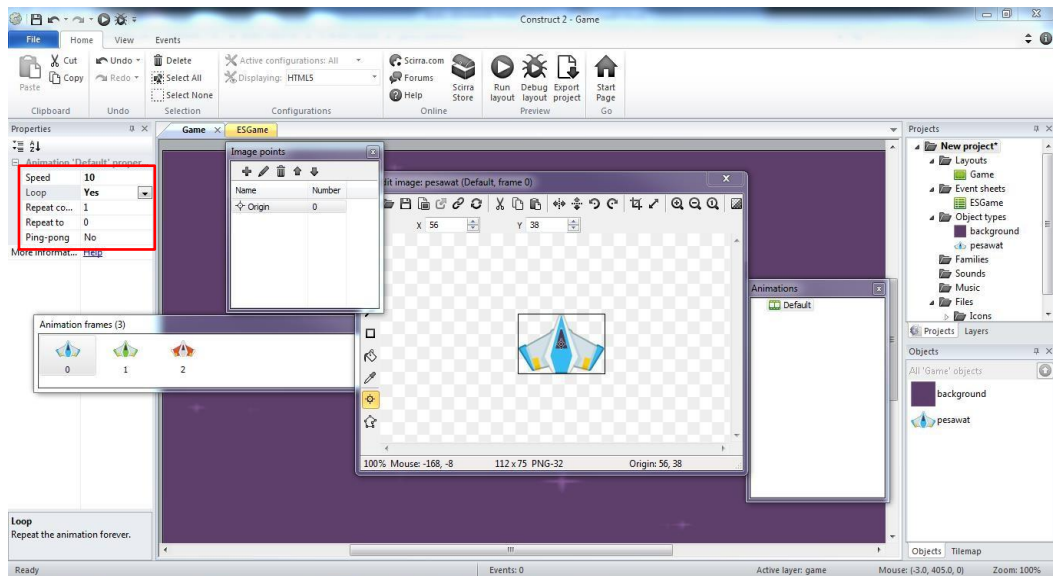 Construct 2 - Game
File Home View Events
Paste
Cut
Copy
Clipboard
Undo
Redo
Undo
Delete
Select All
Select None
Selection
Active configurations: All
Displaying: HTML5
Configurations
Scirra.com
Forums
Help
Scirra Store
Online
Run layout
Debug layout
Export project
Preview
Start Page
Go
Properties
Animation 'Default' proper...
Speed 10
Loop Yes
Repeat co... 1
Repeat to 0
Ping-pong No
More informat... Help
Game
ESGame
Image points
Name Number
Origin 0
dit image: pesawat (Default, frame 0)
X 56
Y 38
100% Mouse: -168, -8 112 x 75 PNG-32 Origin: 56, 38
Animation frames (3)
0 1 2
Animations
Default
Projects
New project*
Layouts
Game
Event sheets
ESGame
Object types
background
pesawat
Families
Sounds
Music
Files
Icons
Projects Layers
Objects
All 'Game' objects
background
pesawat
Objects Tilemap
Loop
Repeat the animation forever.
Ready Events: 0 Active layer: game Mouse: (-3.0, 405.0, 0) Zoom: 100%